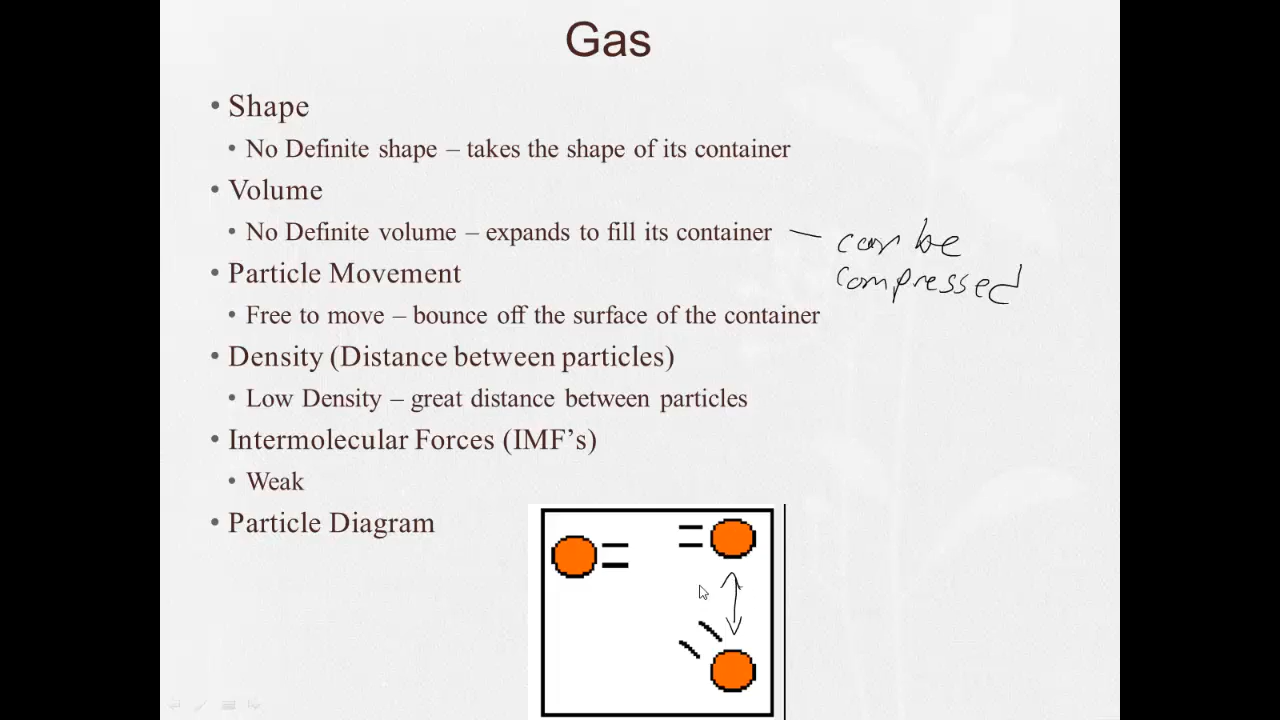 Gas
• Shape
• No Definite shape – takes the shape of its container
• Volume
• No Definite volume – expands to fill its container – can be
compressed
• Particle Movement
• Free to move – bounce off the surface of the container
• Density (Distance between particles)
• Low Density – great distance between particles
• Intermolecular Forces (IMF’s)
• Weak
• Particle Diagram